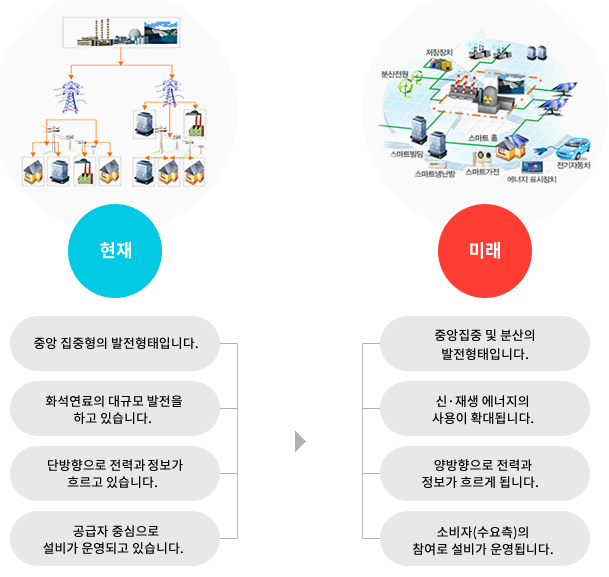 저장장치
분산전원
스마트 홈
스마트빌딩
스마트냉난방
스마트가전
에너지 표시장치
전기자동차
현재
미래
중앙 집중형의 발전형태입니다.
화석연료의 대규모 발전을
하고 있습니다.
단방향으로 전력과 정보가
흐르고 있습니다.
공급자 중심으로
설비가 운영되고 있습니다.
중앙집중 및 분산의
발전형태입니다.
신·재생 에너지의
사용이 확대됩니다.
양방향으로 전력과
정보가 흐르게 됩니다.
소비자(수요측)의
참여로 설비가 운영됩니다.